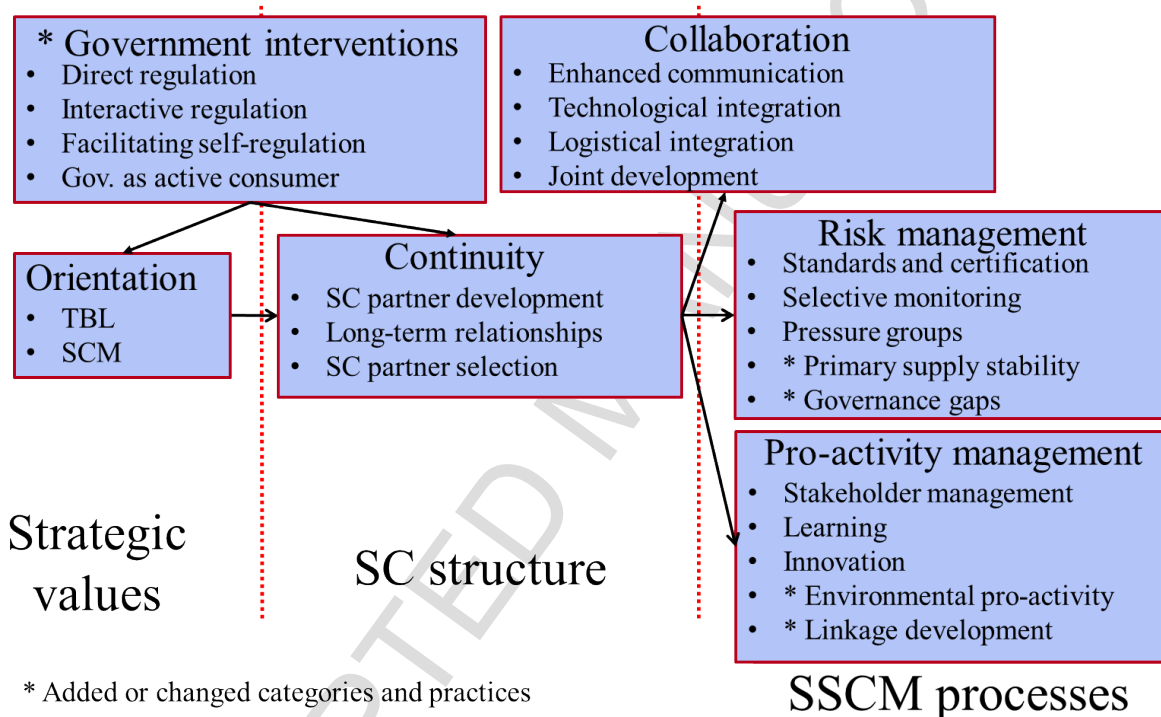 * Government interventions
• Direct regulation
• Interactive regulation
• Facilitating self-regulation
• Gov. as active consumer
Collaboration
• Enhanced communication
• Technological integration
• Logistical integration
• Joint development
Orientation
• TBL
• SCM
Continuity
• SC partner development
• Long-term relationships
• SC partner selection
Risk management
• Standards and certification
• Selective monitoring
• Pressure groups
• * Primary supply stability
• * Governance gaps
Pro-activity management
• Stakeholder management
• Learning
• Innovation
• * Environmental pro-activity
• * Linkage development
Strategic
values
SC structure
SSCM processes
* Added or changed categories and practices